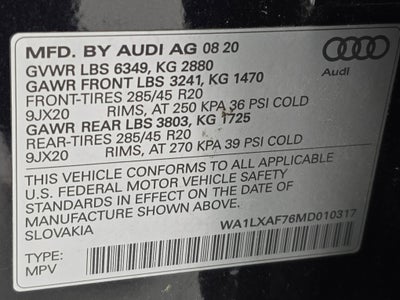 MFD. BY AUDI AG 08 20
GVWR LBS 6349, KG 2880
GAWR FRONT LBS 3241, KG 1470
FRONT-TIRES 285/45 R20
9JX20 RIMS, AT 250 KPA 36 PSI COLD
GAWR REAR LBS 3803, KG 1725
REAR-TIRES 285/45 R20
9JX20 RIMS, AT 270 KPA 39 PSI COLD
Audi
THIS VEHICLE CONFORMS TO ALL APPLICABLE
U.S. FEDERAL MOTOR VEHICLE SAFETY
STANDARDS IN EFFECT ON THE DATE OF
MANUFACTURE SHOWN ABOVE. MADE IN
SLOVAKIA
WA1LXAF76MD010317
TYPE:
MPV